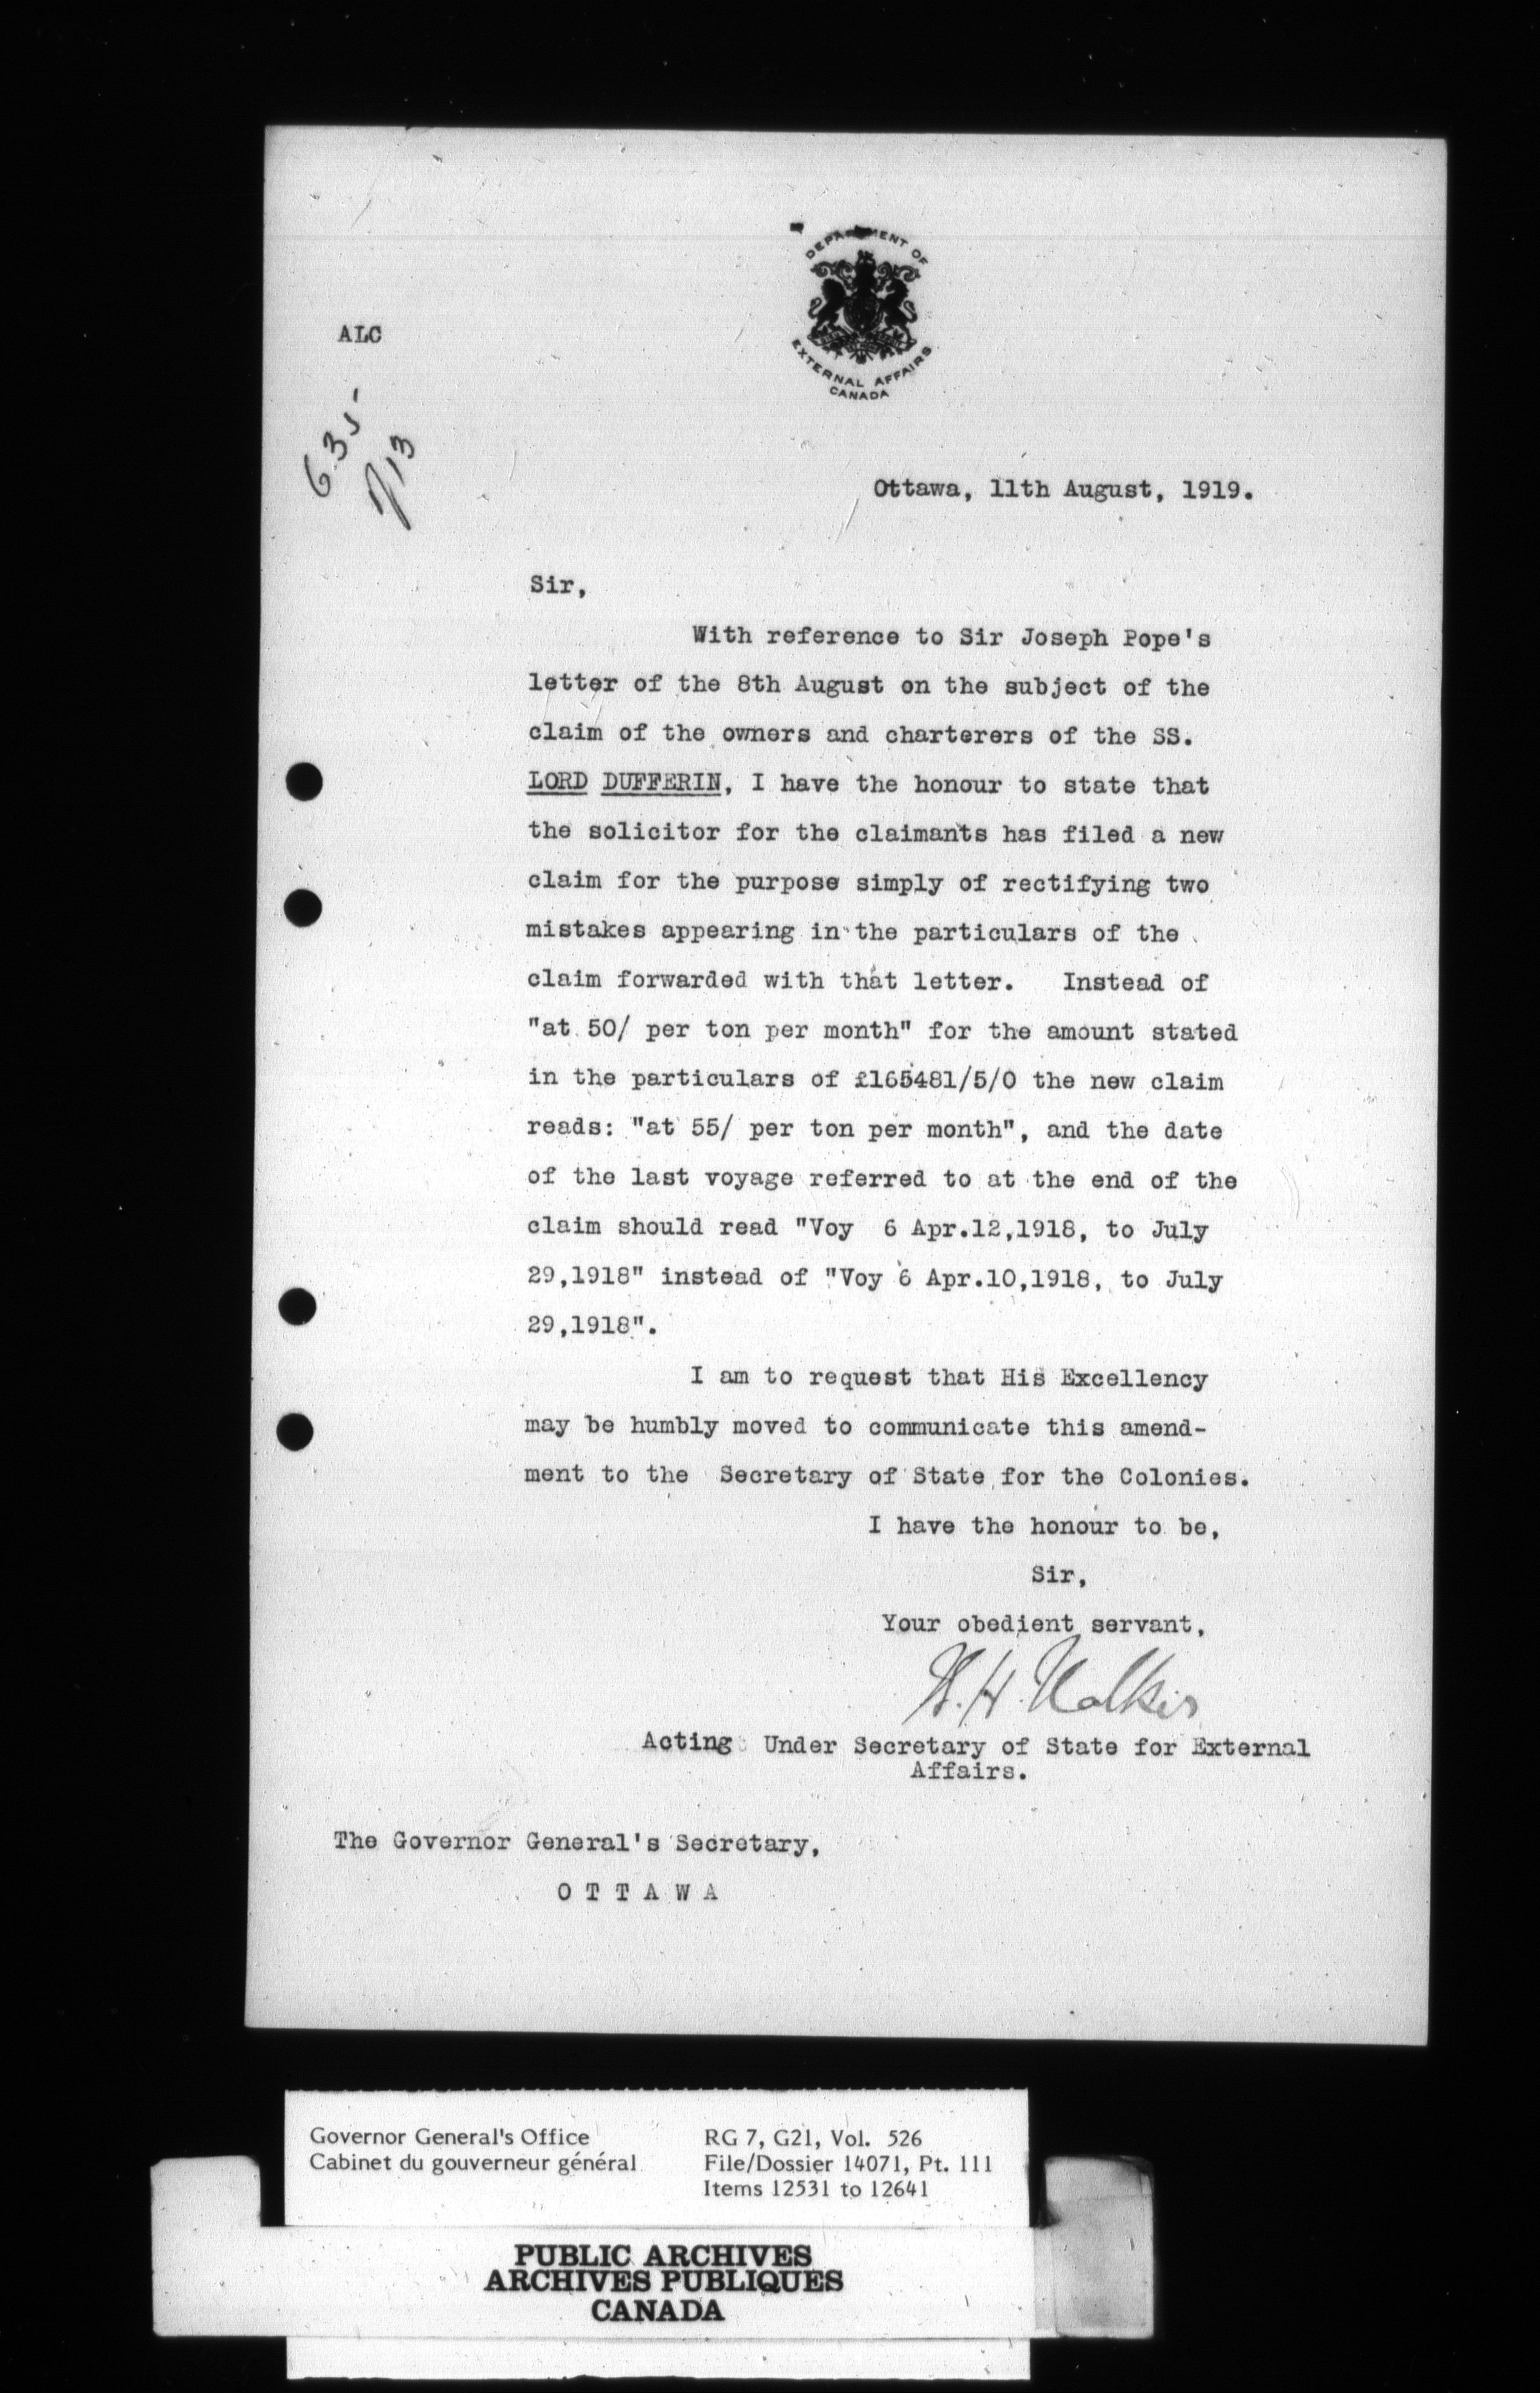 DEPARTMENT OF
EXTERNAL AFFAIRS
CANADA
ALC
635
13
Ottawa, 11th August, 1919.
Sir,
With reference to Sir Joseph Pope's
letter of the 8th August on the subject of the
claim of the owners and charterers of the SS.
LORD DUFFERIN, I have the honour to state that
the solicitor for the claimants has filed a new
claim for the purpose simply of rectifying two
mistakes appearing in the particulars of the
claim forwarded with that letter. Instead of
"at 50/ per ton per month" for the amount stated
in the particulars of £165481/5/0 the new claim
reads: "at 55/ per ton per month", and the date
of the last voyage referred to at the end of the
claim should read "Voy 6 Apr.12,1918, to July
29,1918" instead of "Voy 6 Apr.10,1918, to July
29,1918".
I am to request that His Excellency
may be humbly moved to communicate this amend-
ment to the Secretary of State for the Colonies.
I have the honour to be,
Sir,
Your obedient servant,
W. H. Walker
Acting Under Secretary of State for External
Affairs.
The Governor General's Secretary,
O T T A W A
Governor General's Office RG 7, G21, Vol. 526
Cabinet du gouverneur général File/Dossier 14071, Pt. 111
Items 12531 to 12641
PUBLIC ARCHIVES
ARCHIVES PUBLIQUES
CANADA